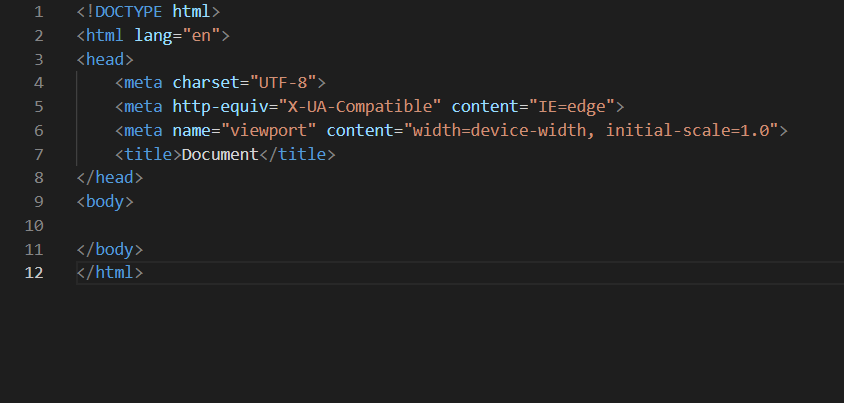 1 <!DOCTYPE html>
2 <html lang="en">
3 <head>
4     <meta charset="UTF-8">
5     <meta http-equiv="X-UA-Compatible" content="IE=edge">
6     <meta name="viewport" content="width=device-width, initial-scale=1.0">
7     <title>Document</title>
8 </head>
9 <body>
10
11 </body>
12 </html>